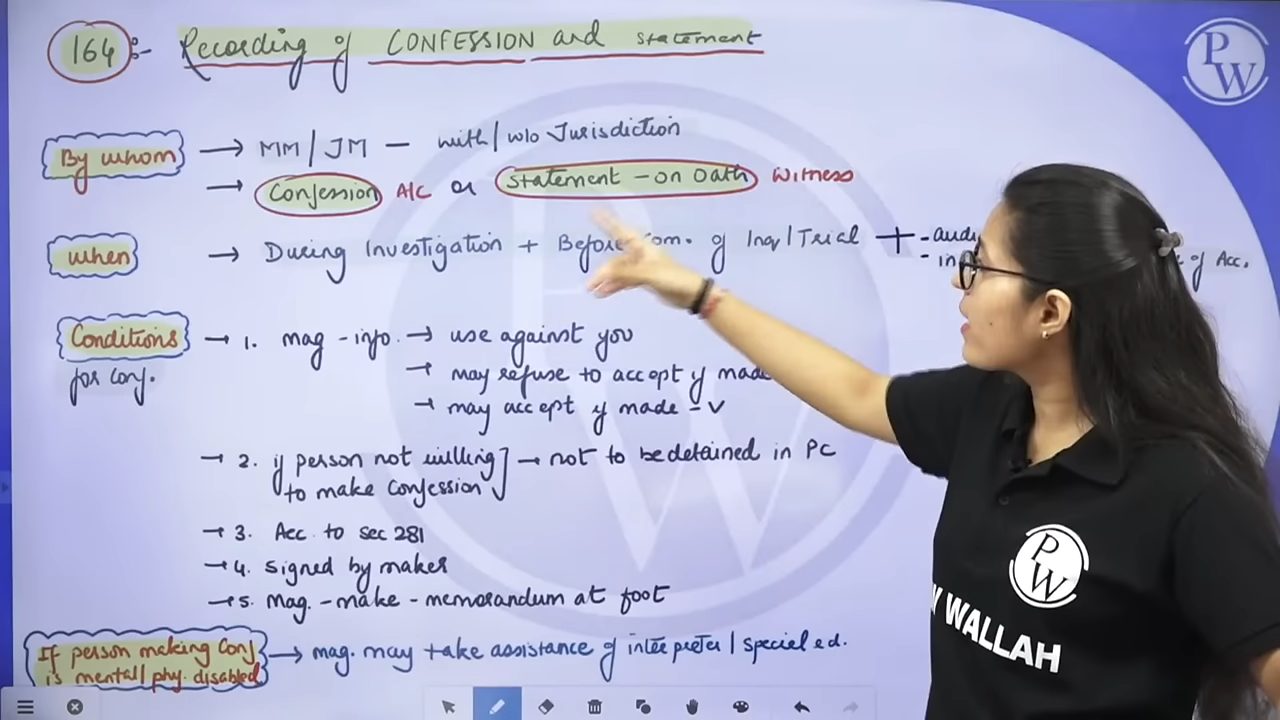 164 :- Recording of CONFESSION and statement
PW
By whom → MM/JM - with/w/o Jurisdiction
→ Confession A/C or Statement - on Oath Witness
when → During Investigation + Before Com. of Inq/Trial + - audi
- in of Acc.
Conditions for conf. → 1. mag - info. → use against you
→ may refuse to accept if made
→ may accept if made - V
→ 2. if person not willing to make confession → not to be detained in PC
→ 3. Acc. to sec 281
→ 4. signed by maker
→ 5. Mag. - make - memorandum at foot
If person making Conf is mental/phy. disabled → mag. may take assistance of interpreter/special ed.
PW
WALLAH